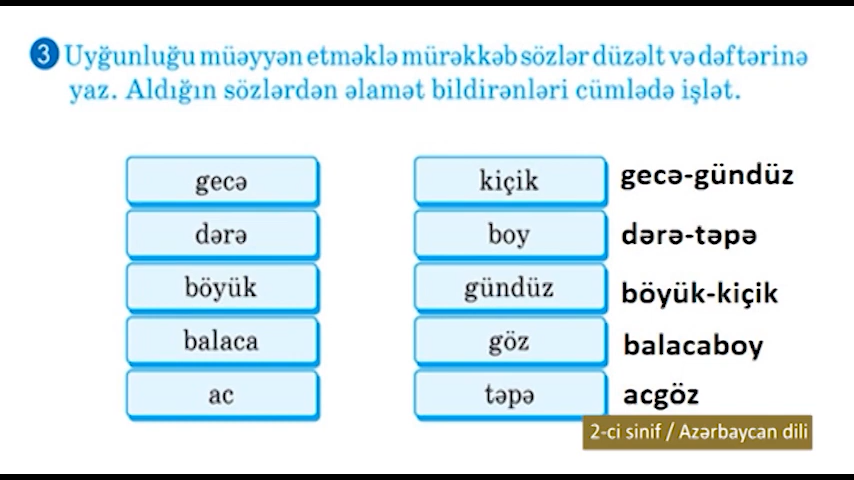 3 Uyğunluğu müəyyən etməklə mürəkkəb sözlər düzəlt və dəftərinə
yaz. Aldığın sözlərdən əlamət bildirənləri cümlədə işlət.
gecə kiçik gecə-gündüz
dərə boy dərə-təpə
böyük gündüz böyük-kiçik
balaca göz balacaboy
ac təpə acgöz
2-ci sinif / Azərbaycan dili